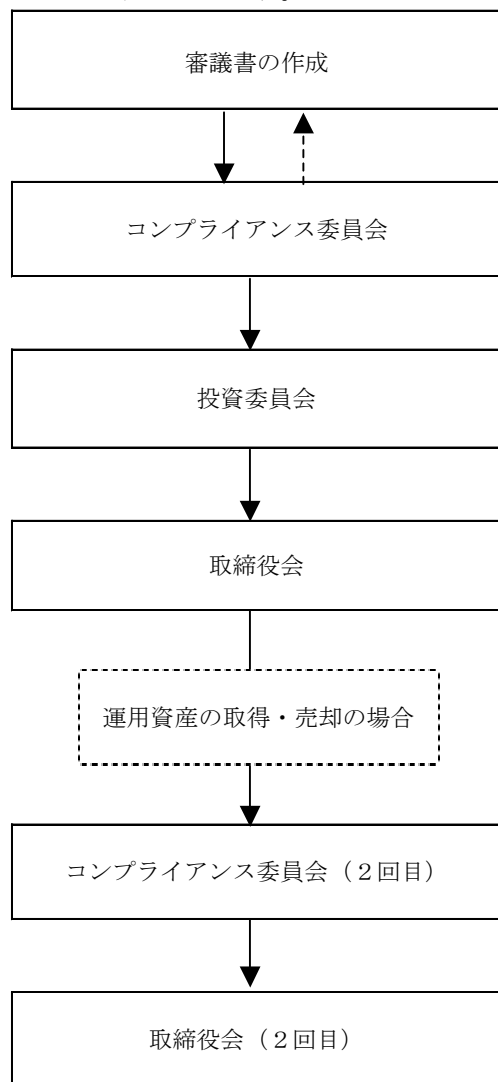 審議書の作成
コンプライアンス委員会
投資委員会
取締役会
運用資産の取得・売却の場合
コンプライアンス委員会（２回目）
取締役会（２回目）